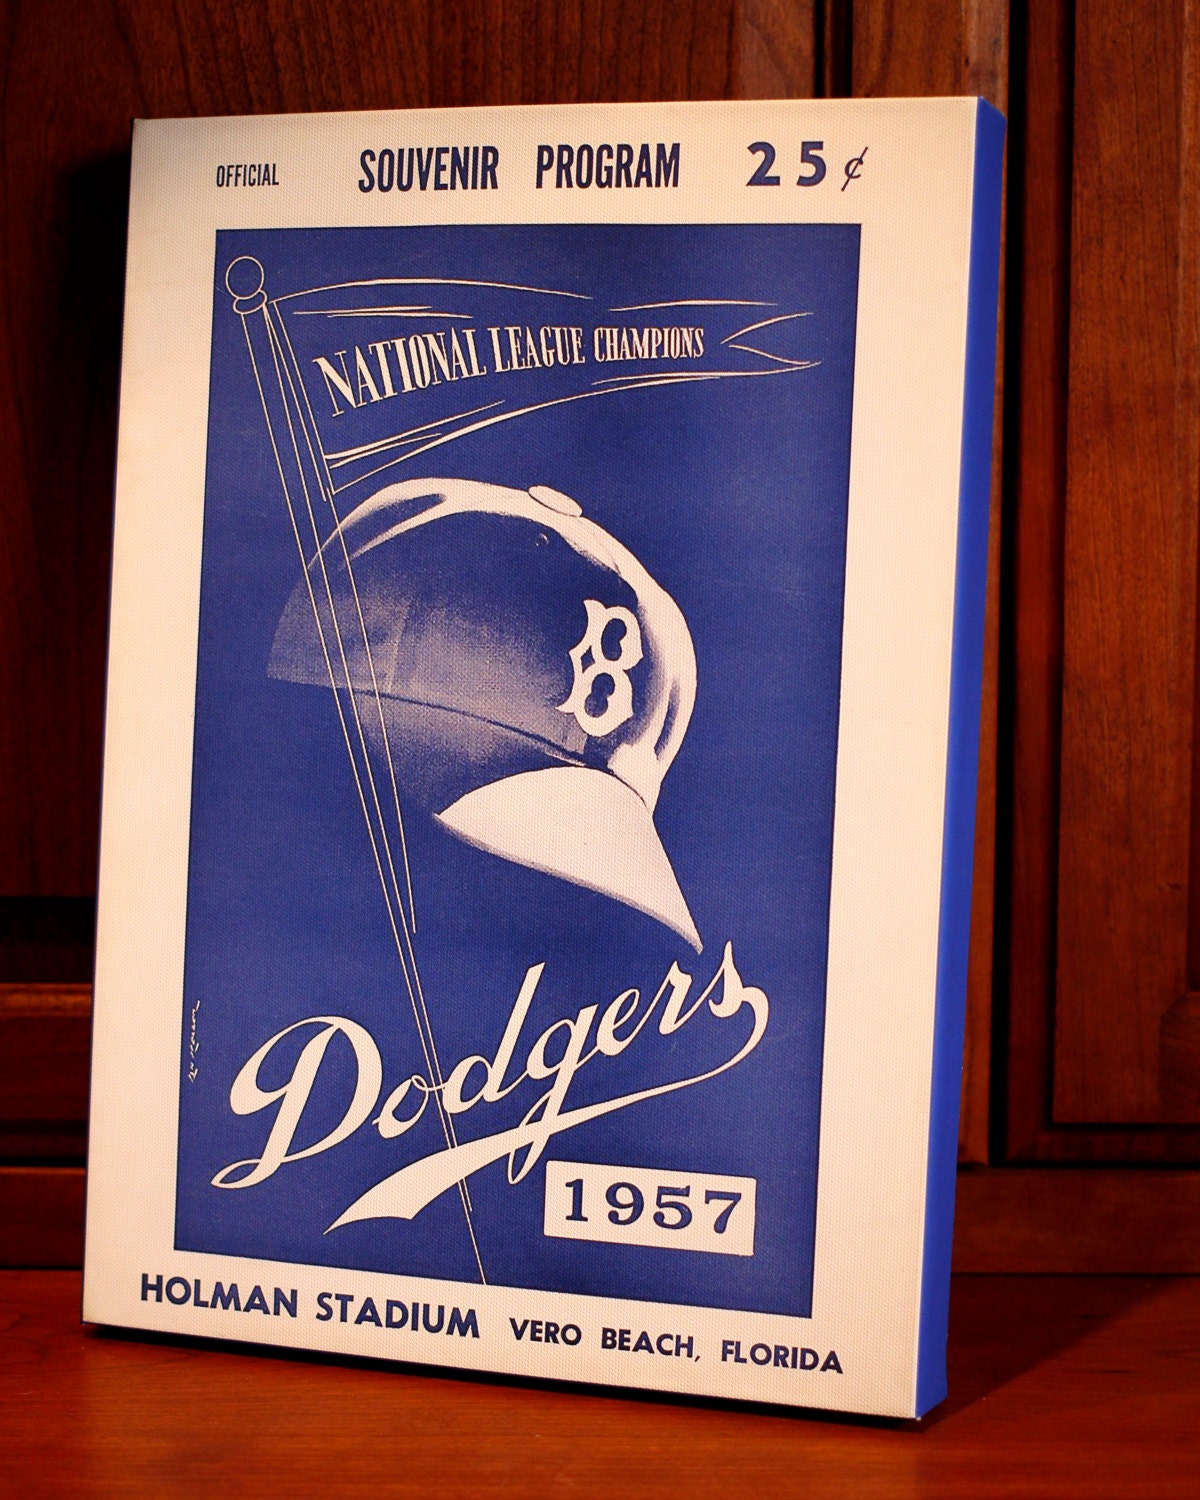 OFFICIAL SOUVENIR PROGRAM 25¢
NATIONAL LEAGUE CHAMPIONS
B
Dodgers
1957
HOLMAN STADIUM VERO BEACH, FLORIDA